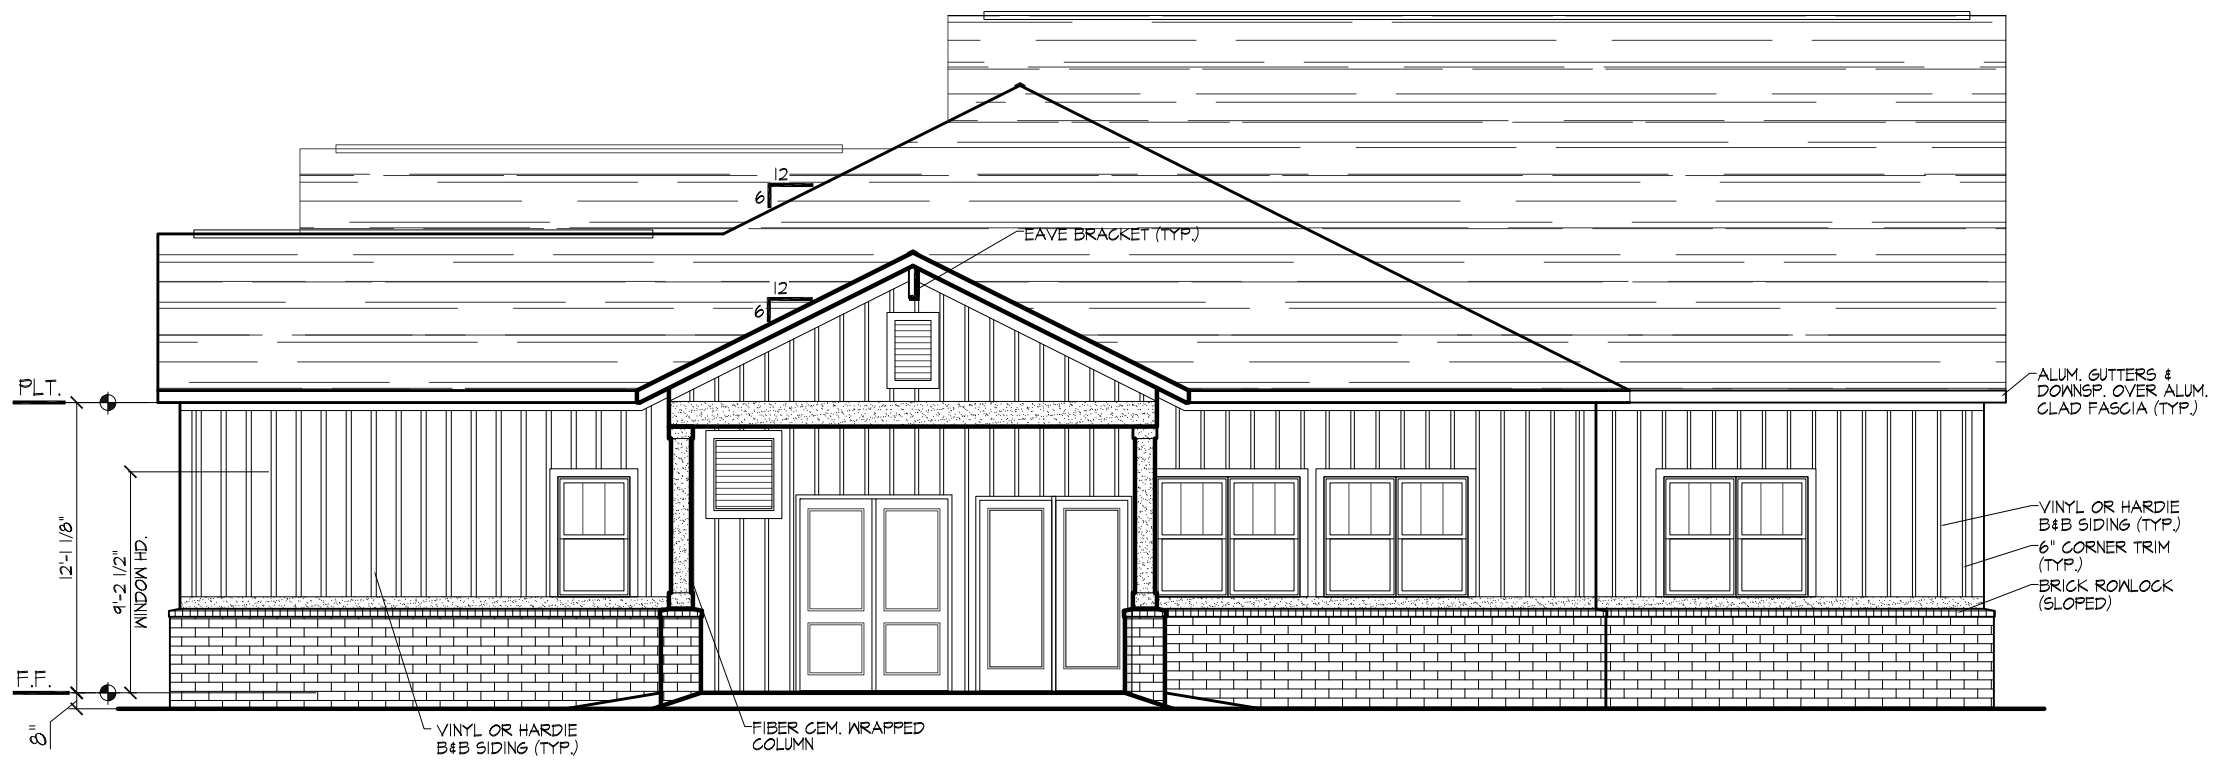 12
6
EAVE BRACKET (TYP.)
12
6
PLT.
ALUM. GUTTERS &
DOWNSP. OVER ALUM.
CLAD FASCIA (TYP.)
12'-1 1/8"
9'-2 1/2"
WINDOW HD.
VINYL OR HARDIE
B&B SIDING (TYP.)
6" CORNER TRIM
(TYP.)
BRICK ROWLOCK
(SLOPED)
F.F.
8"
VINYL OR HARDIE
B&B SIDING (TYP.)
FIBER CEM. WRAPPED
COLUMN